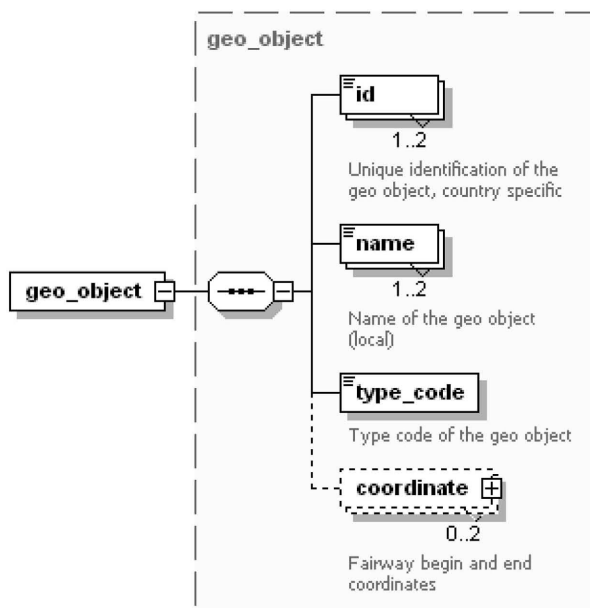 geo_object
id
1..2
Unique identification of the
geo object, country specific
name
1..2
Name of the geo object
(local)
geo_object
type_code
Type code of the geo object
coordinate
0..2
Fairway begin and end
coordinates